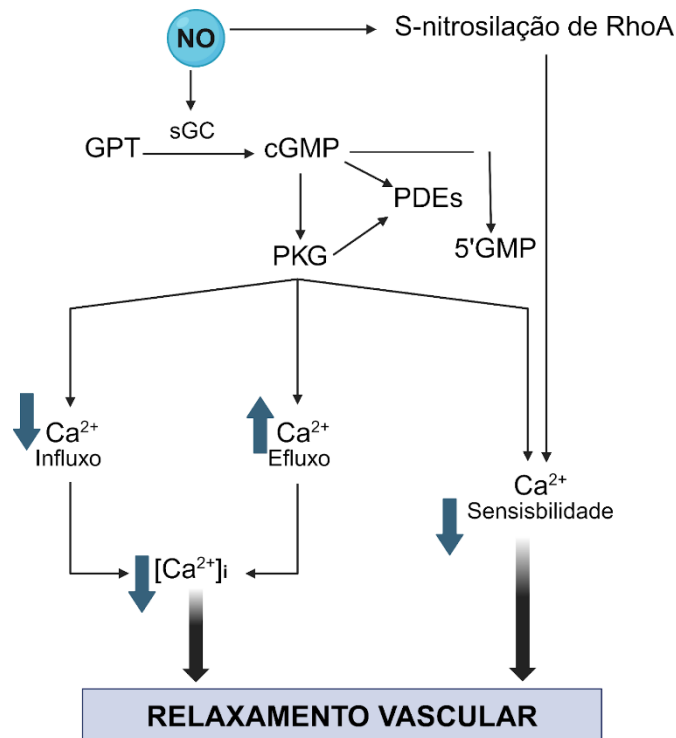 NO
S-nitrosilação de RhoA
sGC
GPT
cGMP
PDEs
PKG
5'GMP
Ca²⁺
Influxo
Ca²⁺
Efluxo
Ca²⁺
Sensisbilidade
[Ca²⁺]i
RELAXAMENTO VASCULAR